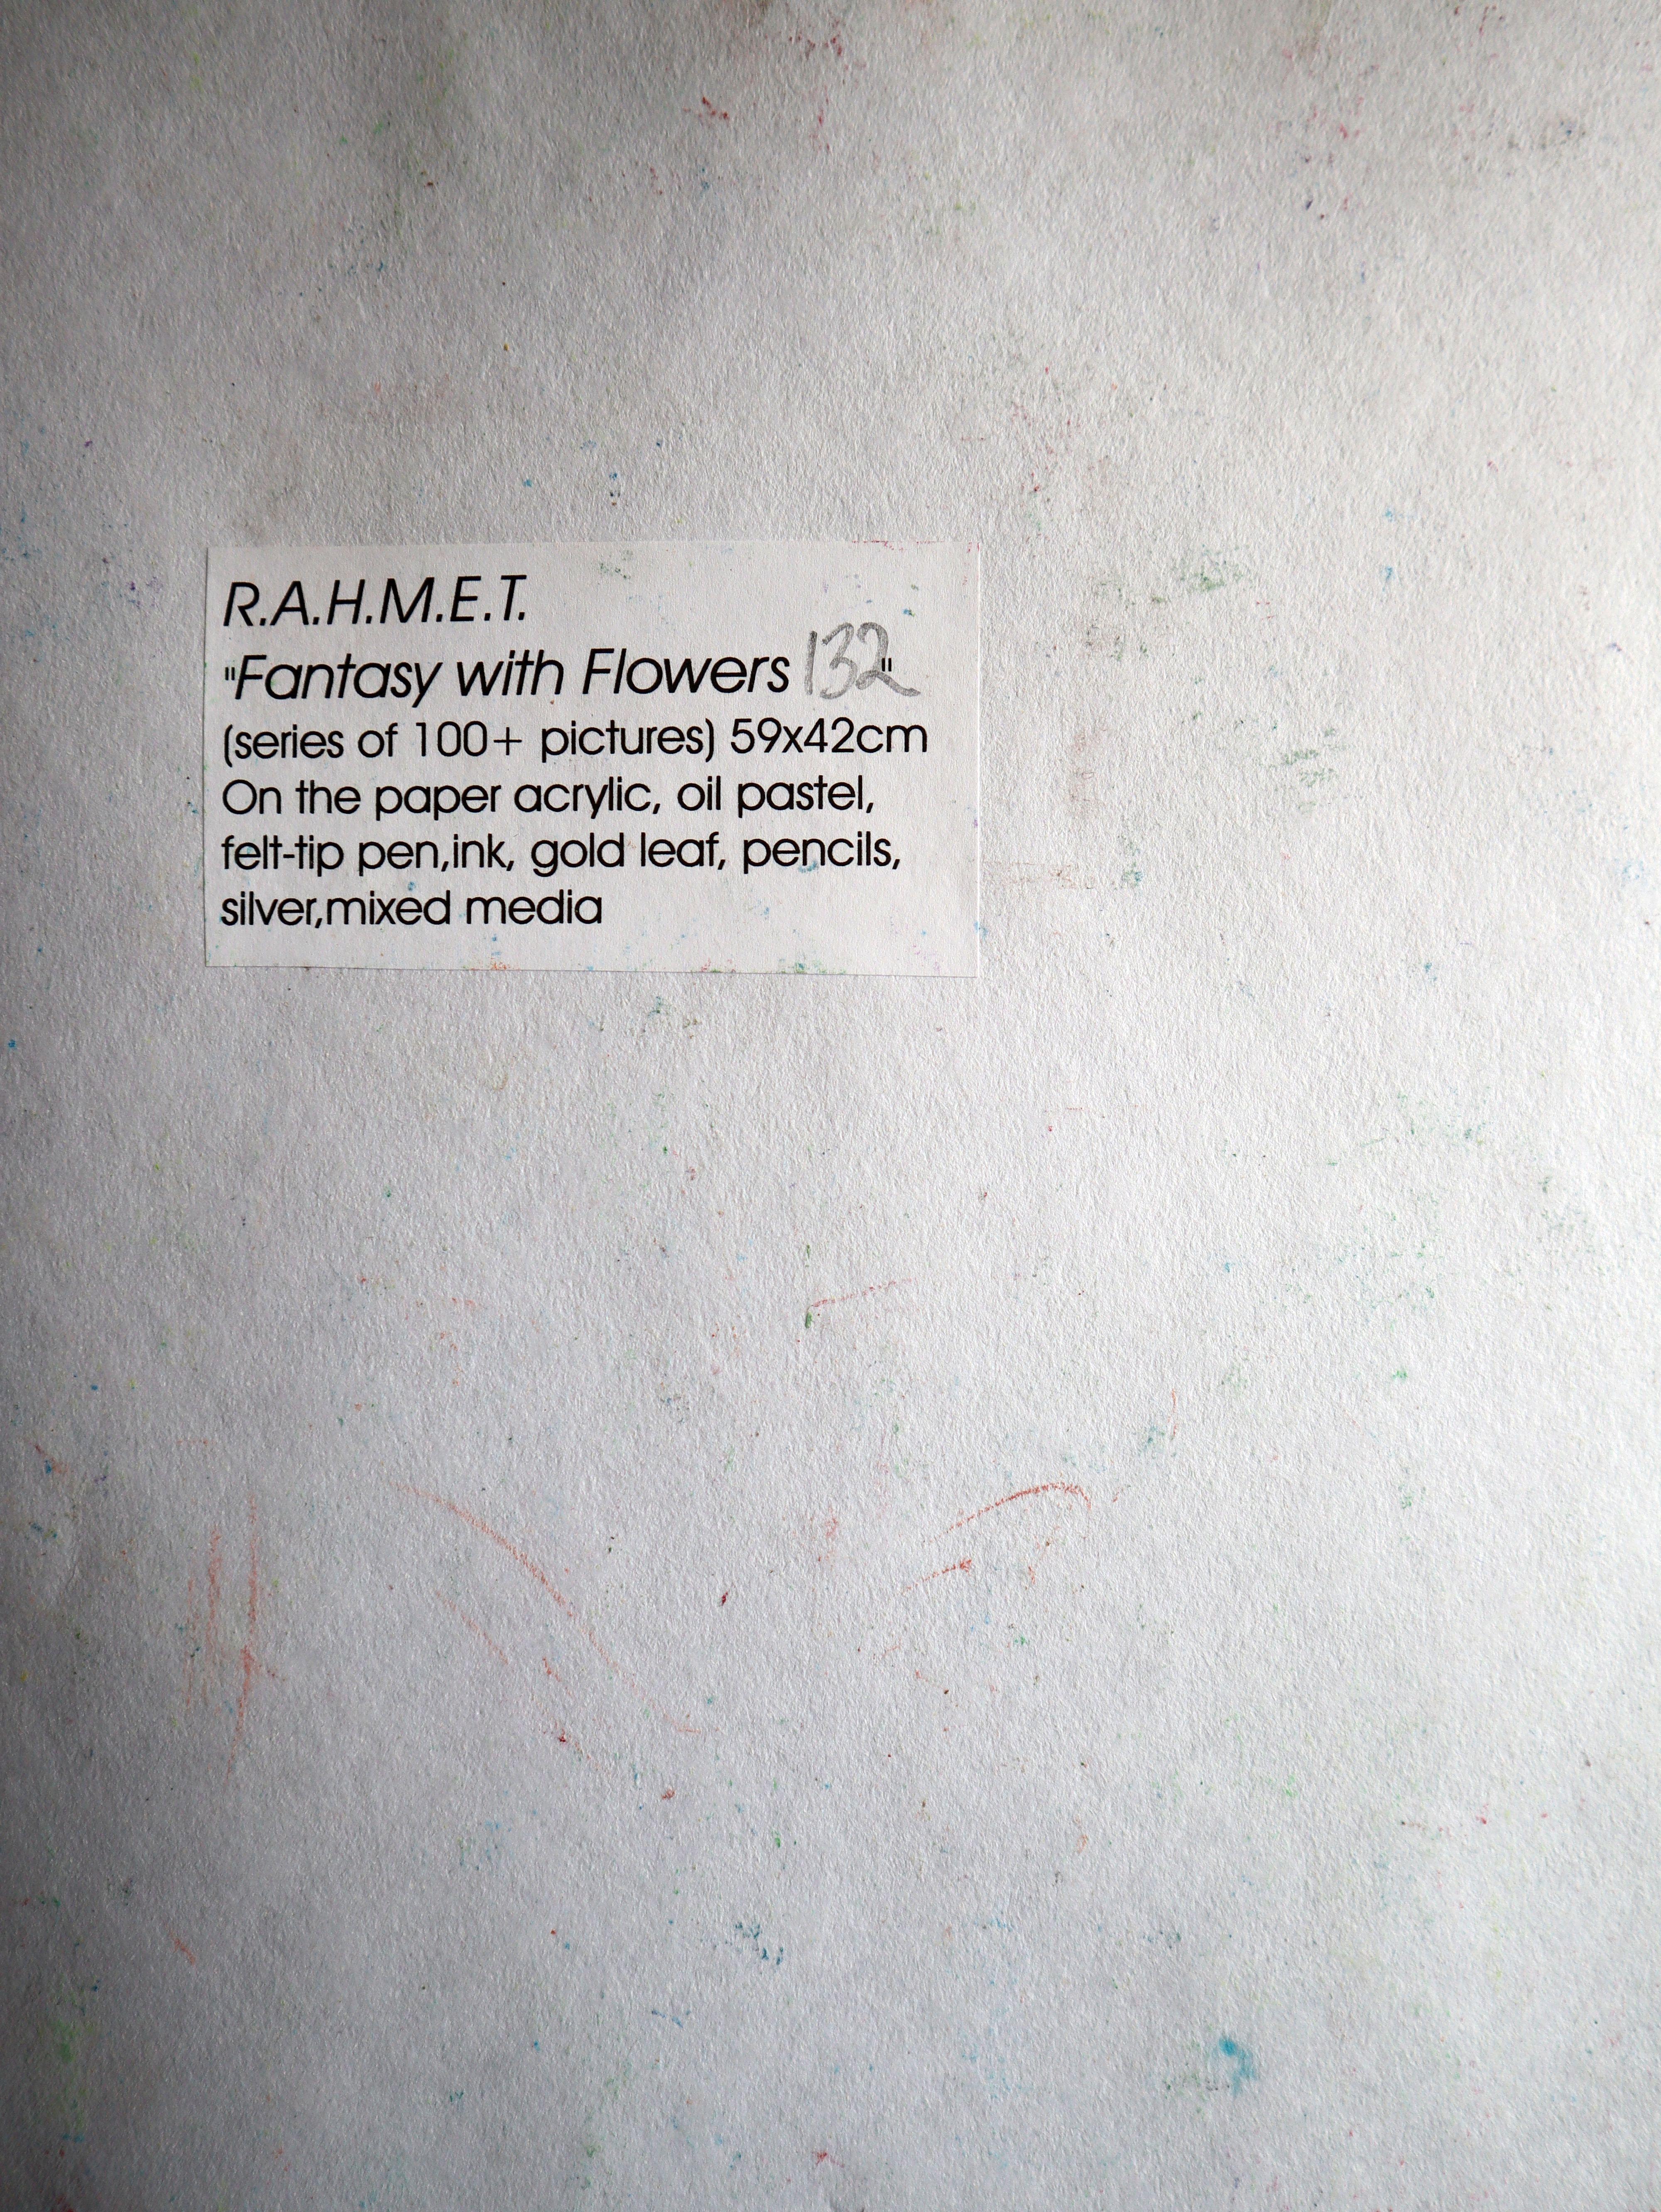 R.A.H.M.E.T.
"Fantasy with Flowers 132"
(series of 100+ pictures) 59x42cm
On the paper acrylic, oil pastel,
felt-tip pen,ink, gold leaf, pencils,
silver,mixed media